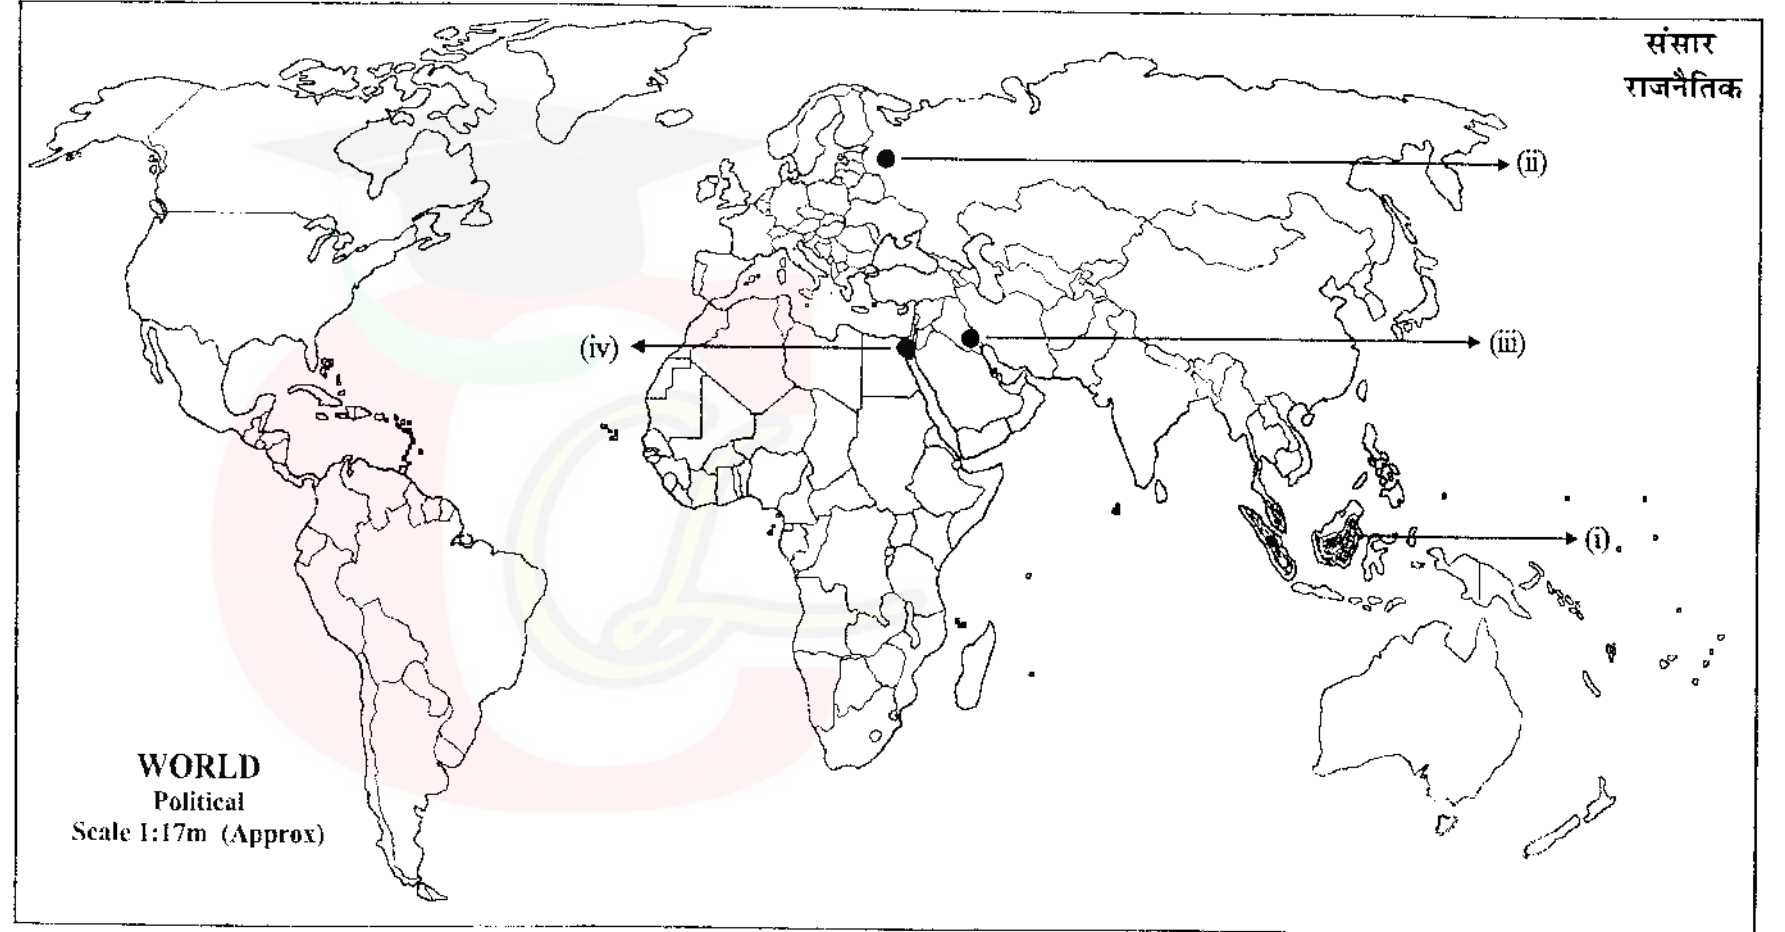 संसार
राजनैतिक
(ii)
(iv)
(iii)
(i)
WORLD
Political
Scale 1:17m (Approx)